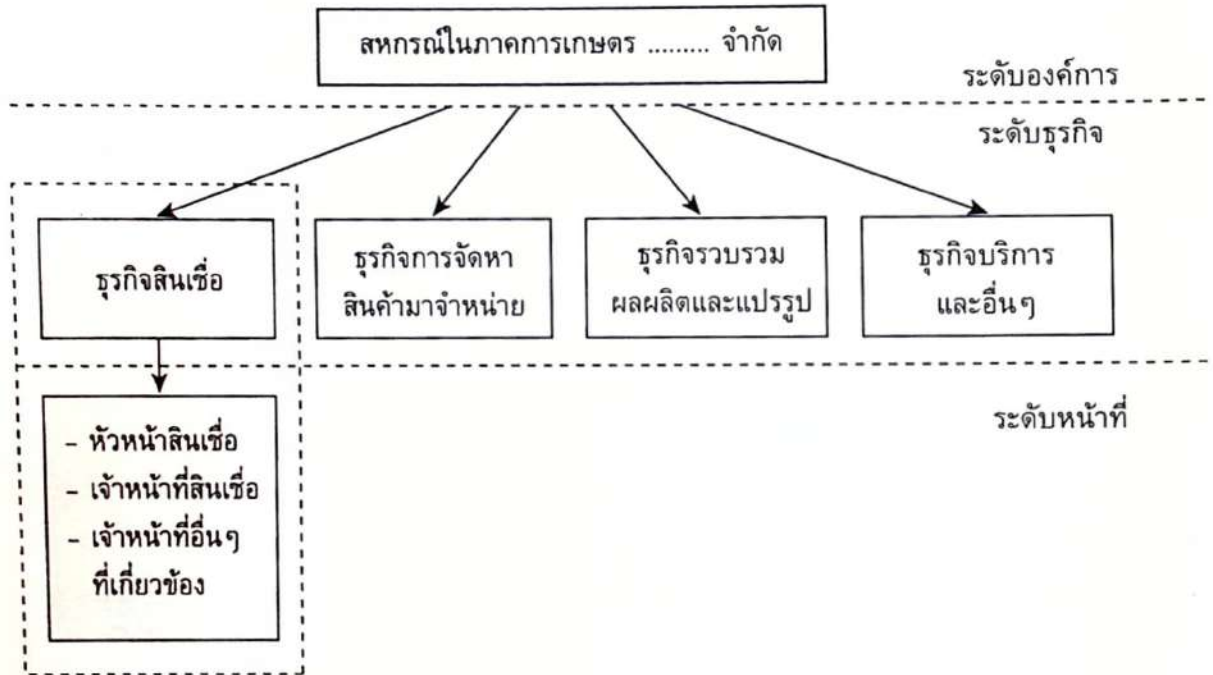 สหกรณ์ในภาคการเกษตร ......... จำกัด
ระดับองค์การ
ระดับธุรกิจ
ธุรกิจสินเชื่อ
ธุรกิจการจัดหา
สินค้ามาจำหน่าย
ธุรกิจรวบรวม
ผลผลิตและแปรรูป
ธุรกิจบริการ
และอื่นๆ
ระดับหน้าที่
- หัวหน้าสินเชื่อ
- เจ้าหน้าที่สินเชื่อ
- เจ้าหน้าที่อื่นๆ
ที่เกี่ยวข้อง